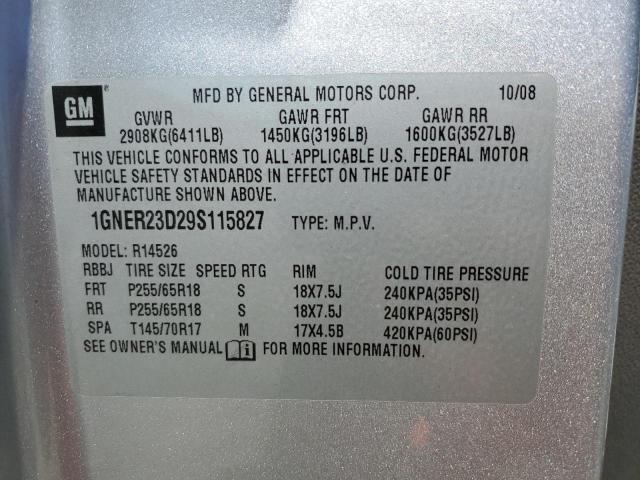 GM
MFD BY GENERAL MOTORS CORP. 10/08
GVWR GAWR FRT GAWR RR
2908KG(6411LB) 1450KG(3196LB) 1600KG(3527LB)
THIS VEHICLE CONFORMS TO ALL APPLICABLE U.S. FEDERAL MOTOR
VEHICLE SAFETY STANDARDS IN EFFECT ON THE DATE OF
MANUFACTURE SHOWN ABOVE.
1GNER23D29S115827 TYPE: M.P.V.
MODEL: R14526
RBBJ TIRE SIZE SPEED RTG RIM COLD TIRE PRESSURE
FRT P255/65R18 S 18X7.5J 240KPA(35PSI)
RR P255/65R18 S 18X7.5J 240KPA(35PSI)
SPA T145/70R17 M 17X4.5B 420KPA(60PSI)
SEE OWNER'S MANUAL i FOR MORE INFORMATION.